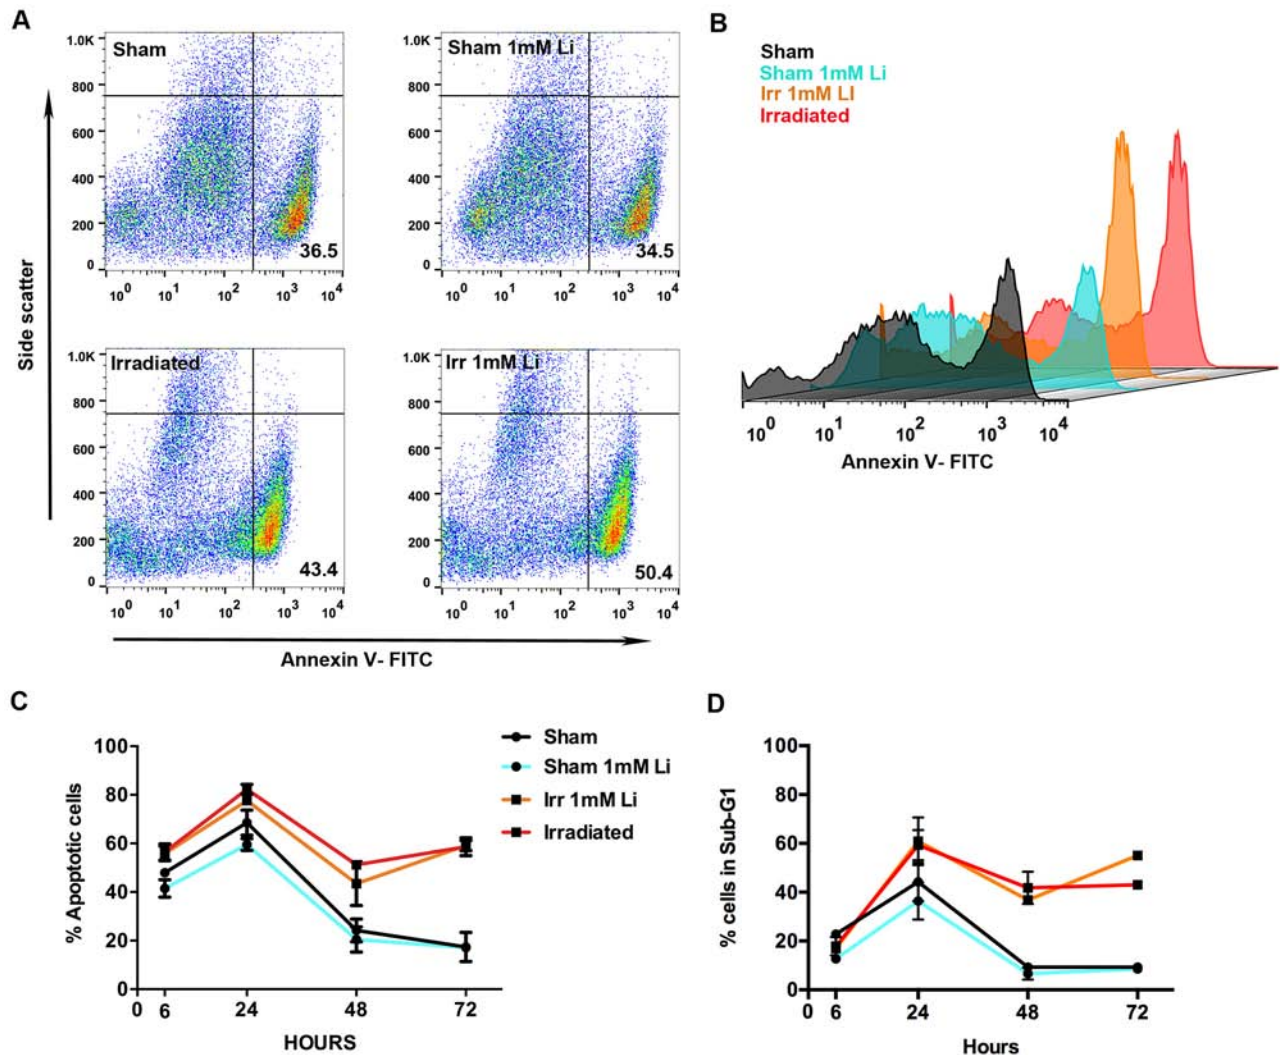 A
Sham
1.0K
800
600
400
200
0
36.5
10^0 10^1 10^2 10^3 10^4
Sham 1mM Li
1.0K
800
600
400
200
0
34.5
10^0 10^1 10^2 10^3 10^4
Side scatter
Irradiated
1.0K
800
600
400
200
0
43.4
10^0 10^1 10^2 10^3 10^4
Irr 1mM Li
1.0K
800
600
400
200
0
50.4
10^0 10^1 10^2 10^3 10^4
Annexin V- FITC
B
Sham
Sham 1mM Li
Irr 1mM LI
Irradiated
10^0 10^1 10^2 10^3 10^4
Annexin V- FITC
C
% Apoptotic cells
100
80
60
40
20
0
0 6 24 48 72
HOURS
Sham
Sham 1mM Li
Irr 1mM Li
Irradiated
D
% cells in Sub-G1
100
80
60
40
20
0
0 6 24 48 72
Hours